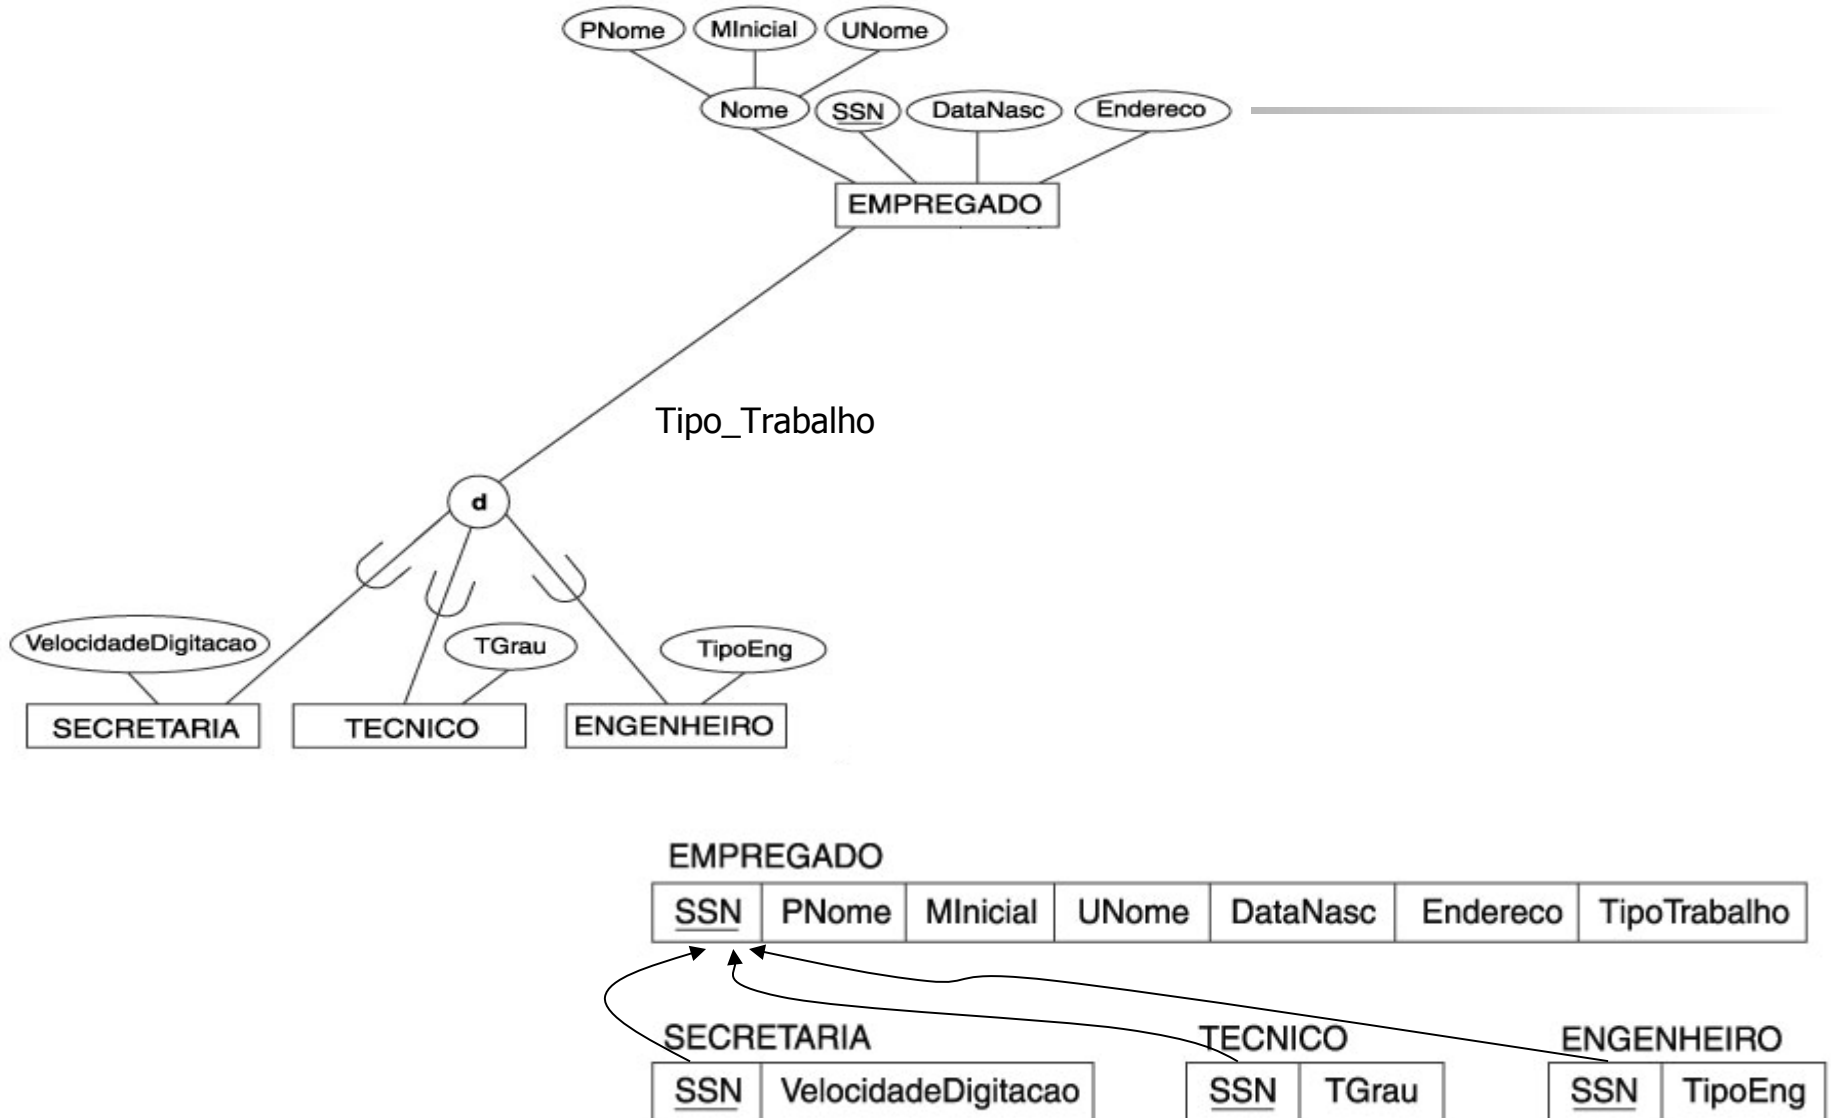 PNome MInicial UNome
Nome SSN DataNasc Endereco
EMPREGADO
Tipo_Trabalho
d
VelocidadeDigitacao TGrau TipoEng
SECRETARIA TECNICO ENGENHEIRO
EMPREGADO
SSN PNome MInicial UNome DataNasc Endereco TipoTrabalho
SECRETARIA TECNICO ENGENHEIRO
SSN VelocidadeDigitacao SSN TGrau SSN TipoEng